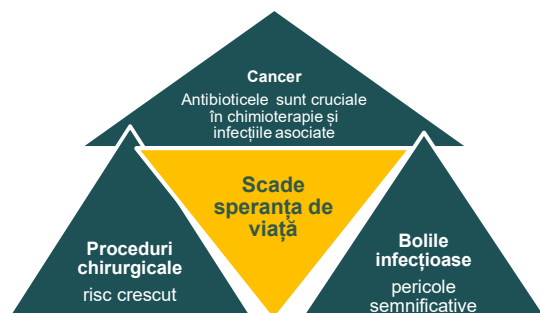 Cancer
Antibioticele sunt cruciale
în chimioterapie și
infecțiile asociate
Scade
speranța de
viață
Proceduri
chirurgicale
risc crescut
Bolile
infecțioase
pericole
semnificative